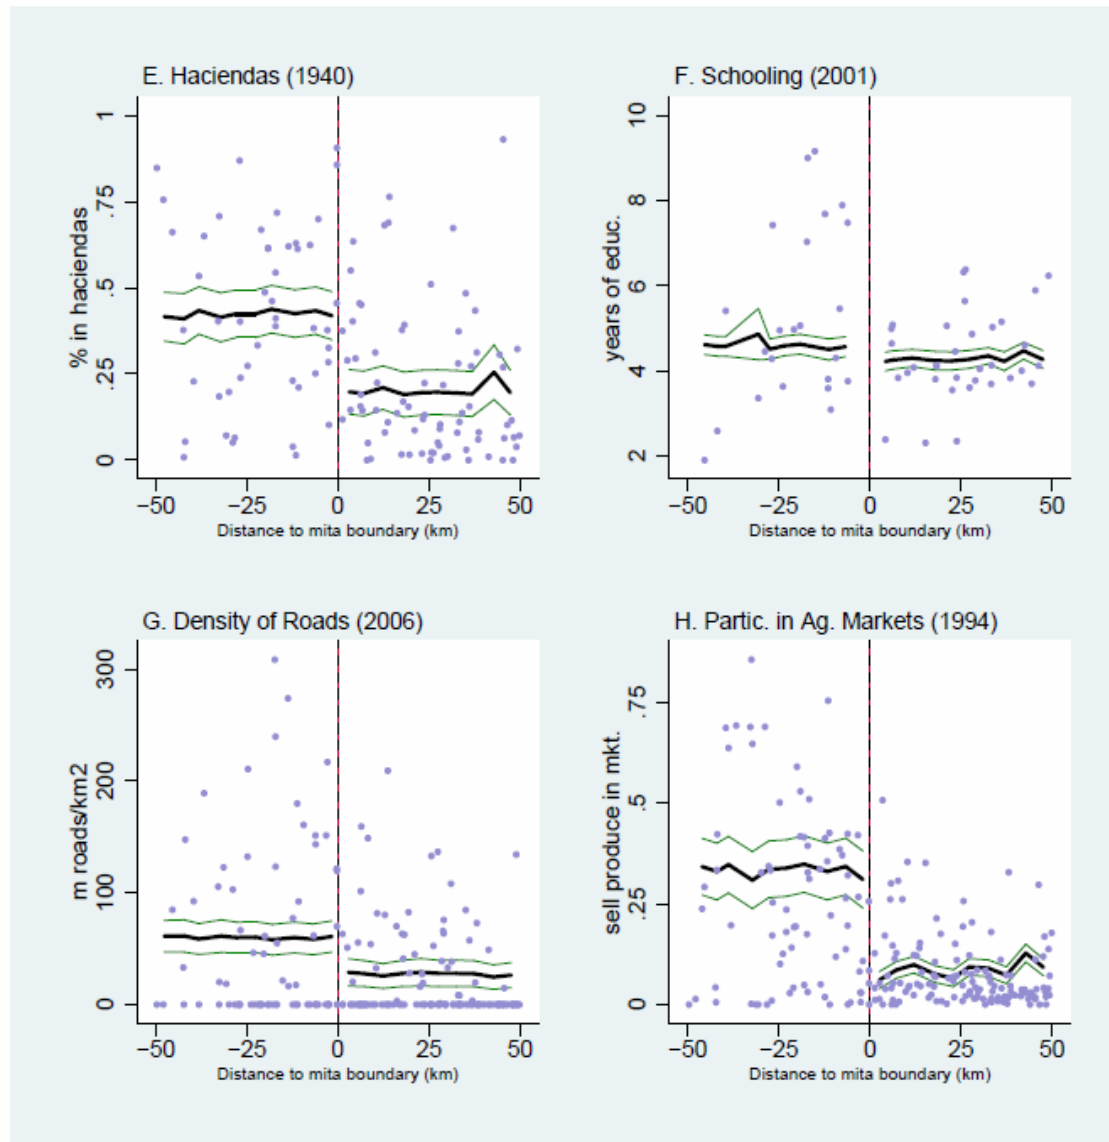 E. Haciendas (1940)
% in haciendas
1
.75
.5
.25
0
−50 −25 0 25 50
Distance to mita boundary (km)
F. Schooling (2001)
years of educ.
10
8
6
4
2
−50 −25 0 25 50
Distance to mita boundary (km)
G. Density of Roads (2006)
m roads/km2
300
200
100
0
−50 −25 0 25 50
Distance to mita boundary (km)
H. Partic. in Ag. Markets (1994)
sell produce in mkt.
.75
.5
.25
0
−50 −25 0 25 50
Distance to mita boundary (km)